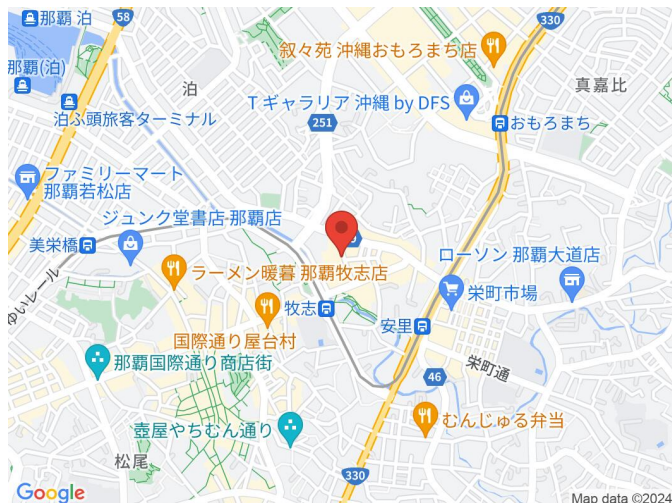 那覇 泊
58
330
叙々苑 沖縄おもろまち店
真嘉比
那覇(泊)
泊
Tギャラリア 沖縄 by DFS
泊ふ頭旅客ターミナル
251
おもろまち
ファミリーマート
那覇若松店
ジュンク堂書店-那覇店
美栄橋
ローソン 那覇大道店
ラーメン暖暮 那覇牧志店
栄町市場
ゆいレール
牧志
安里
国際通り屋台村
栄町通
那覇国際通り商店街
46
むんじゅる弁当
壺屋やちむん通り
松尾
330
Google
Map data ©2024